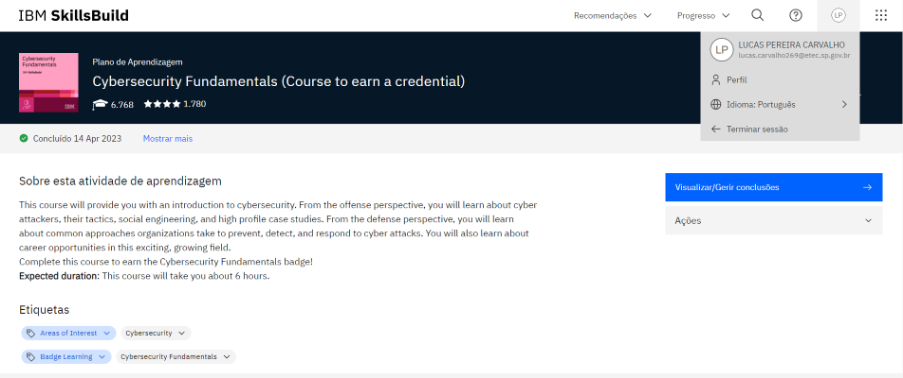 IBM SkillsBuild
Recomendações
Progresso
LP
LP
LUCAS PEREIRA CARVALHO
lucas.carvalho269@etec.sp.gov.br
Perfil
Idioma: Português
Terminar sessão
Cybersecurity
Fundamentals
IBM
Plano de Aprendizagem
Cybersecurity Fundamentals (Course to earn a credential)
6.768
1.780
Concluído 14 Apr 2023
Mostrar mais
Sobre esta atividade de aprendizagem
This course will provide you with an introduction to cybersecurity. From the offense perspective, you will learn about cyber
attackers, their tactics, social engineering, and high profile case studies. From the defense perspective, you will learn
about common approaches organizations take to prevent, detect, and respond to cyber attacks. You will also learn about
career opportunities in this exciting, growing field.
Complete this course to earn the Cybersecurity Fundamentals badge!
Expected duration: This course will take you about 6 hours.
Visualizar/Gerir conclusões
Ações
Etiquetas
Areas of Interest
Cybersecurity
Badge Learning
Cybersecurity Fundamentals